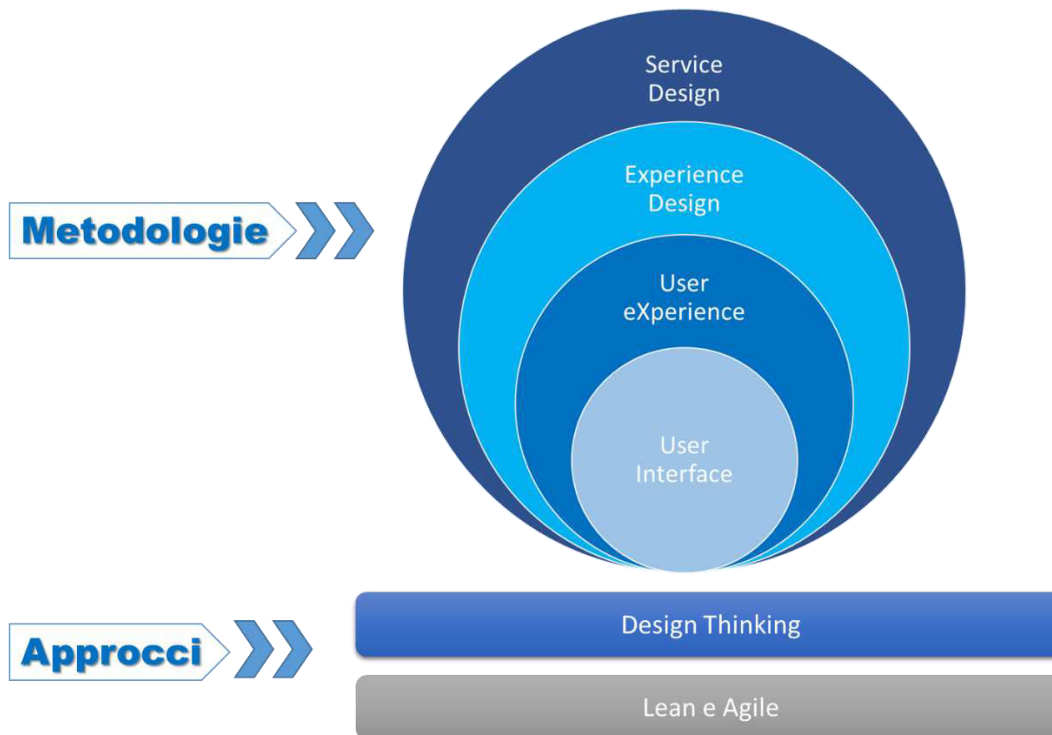 Service
Design
Experience
Design
Metodologie
User
eXperience
User
Interface
Design Thinking
Approcci
Lean e Agile